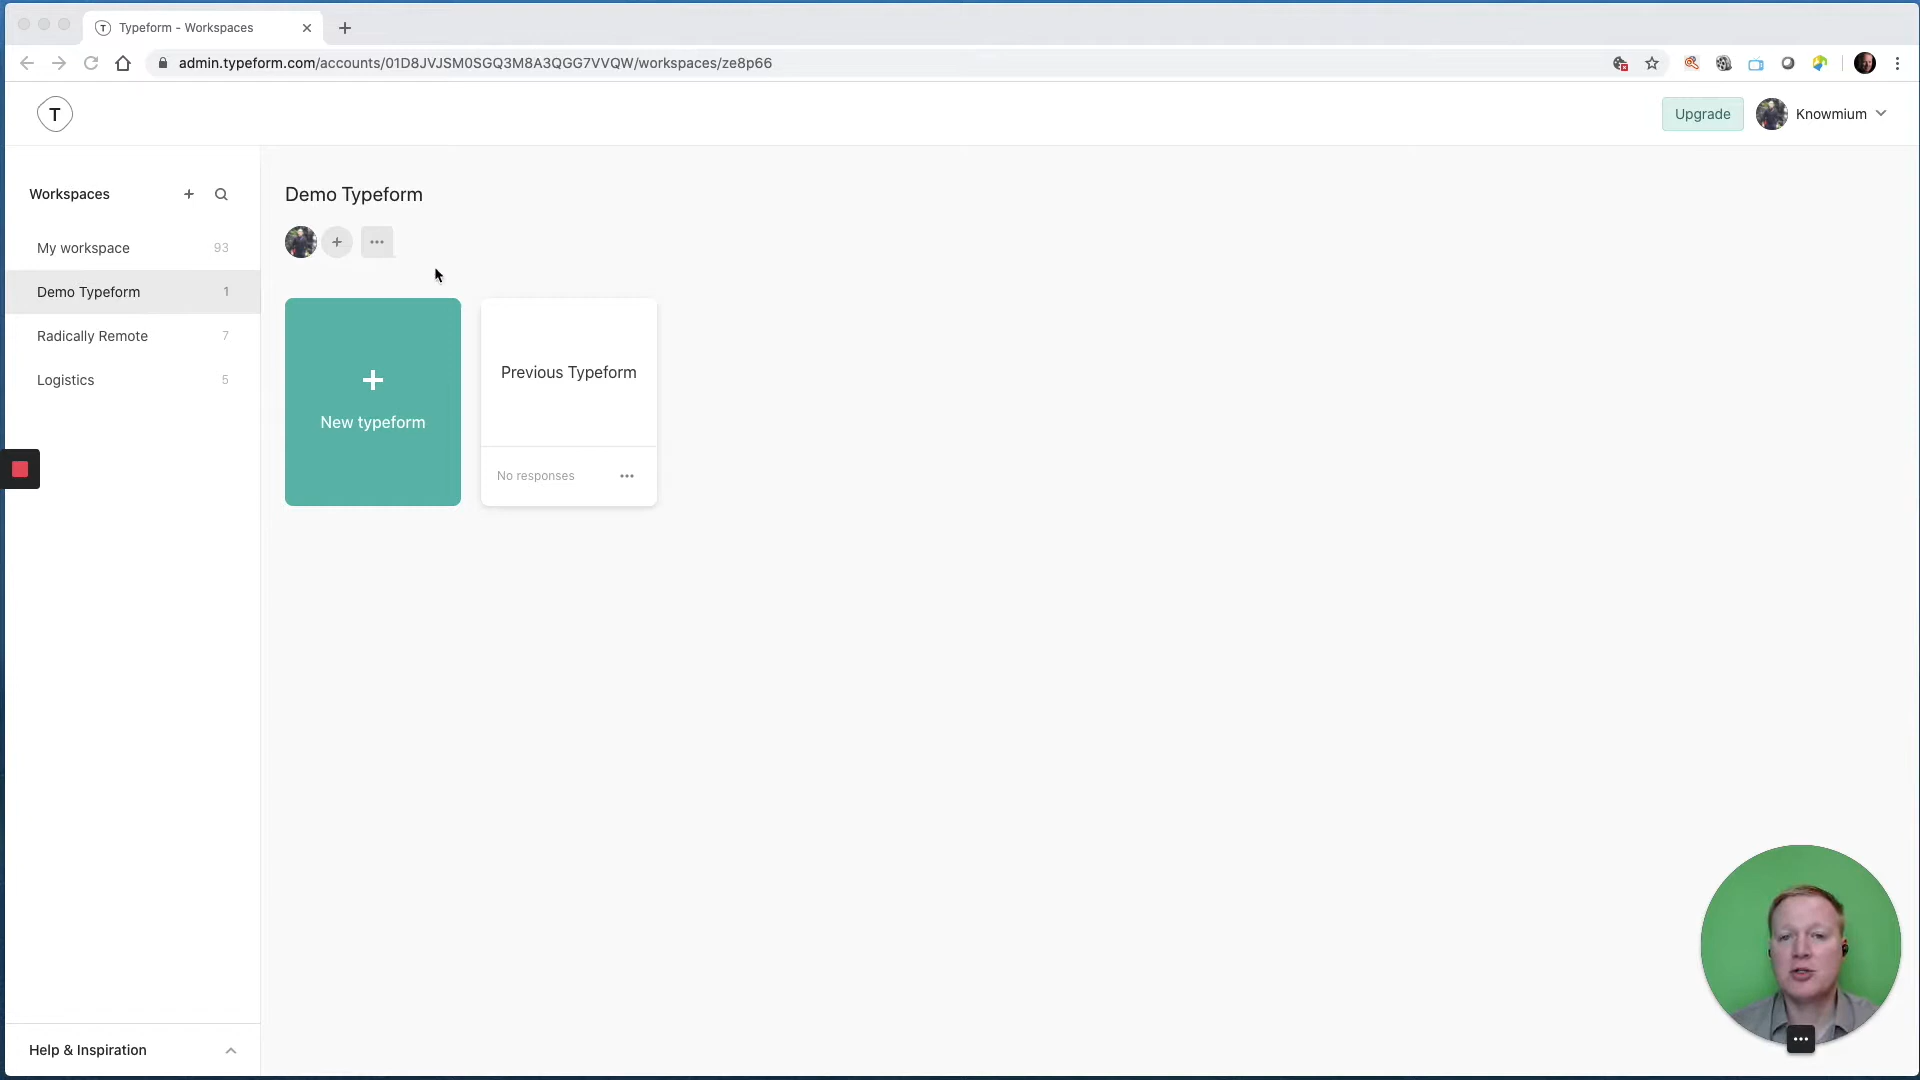 Typeform - Workspaces
admin.typeform.com/accounts/01D8JVJSM0SGQ3M8A3QGG7VVQW/workspaces/ze8p66
T
Upgrade
Knowmium
Workspaces
Demo Typeform
My workspace 93
Demo Typeform 1
Radically Remote 7
Logistics 5
New typeform
Previous Typeform
No responses
Help & Inspiration